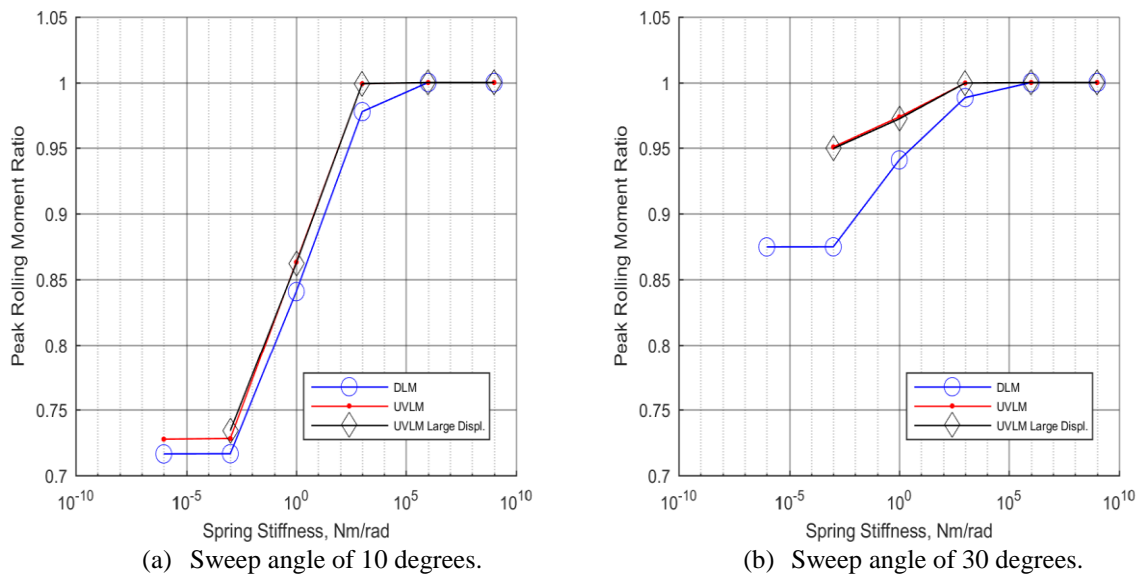 1.05
1
0.95
0.9
0.85
0.8
0.75
0.7
Peak Rolling Moment Ratio
10^-10
10^-5
10^0
10^5
10^10
Spring Stiffness, Nm/rad
DLM
UVLM
UVLM Large Displ.
(a) Sweep angle of 10 degrees.
1.05
1
0.95
0.9
0.85
0.8
0.75
0.7
Peak Rolling Moment Ratio
10^-10
10^-5
10^0
10^5
10^10
Spring Stiffness, Nm/rad
DLM
UVLM
UVLM Large Displ.
(b) Sweep angle of 30 degrees.